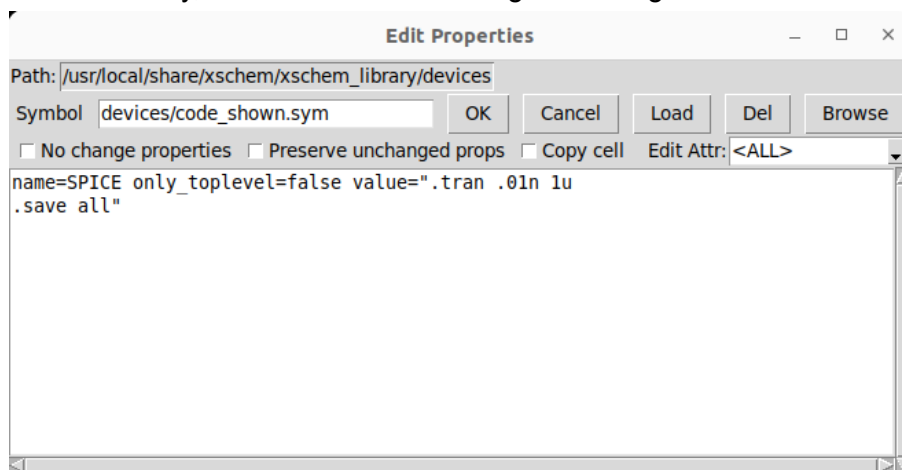 Edit Properties
Path: /usr/local/share/xschem/xschem_library/devices
Symbol devices/code_shown.sym OK Cancel Load Del Browse
No change properties Preserve unchanged props Copy cell Edit Attr: <ALL>
name=SPICE only_toplevel=false value=".tran .01n 1u
.save all"